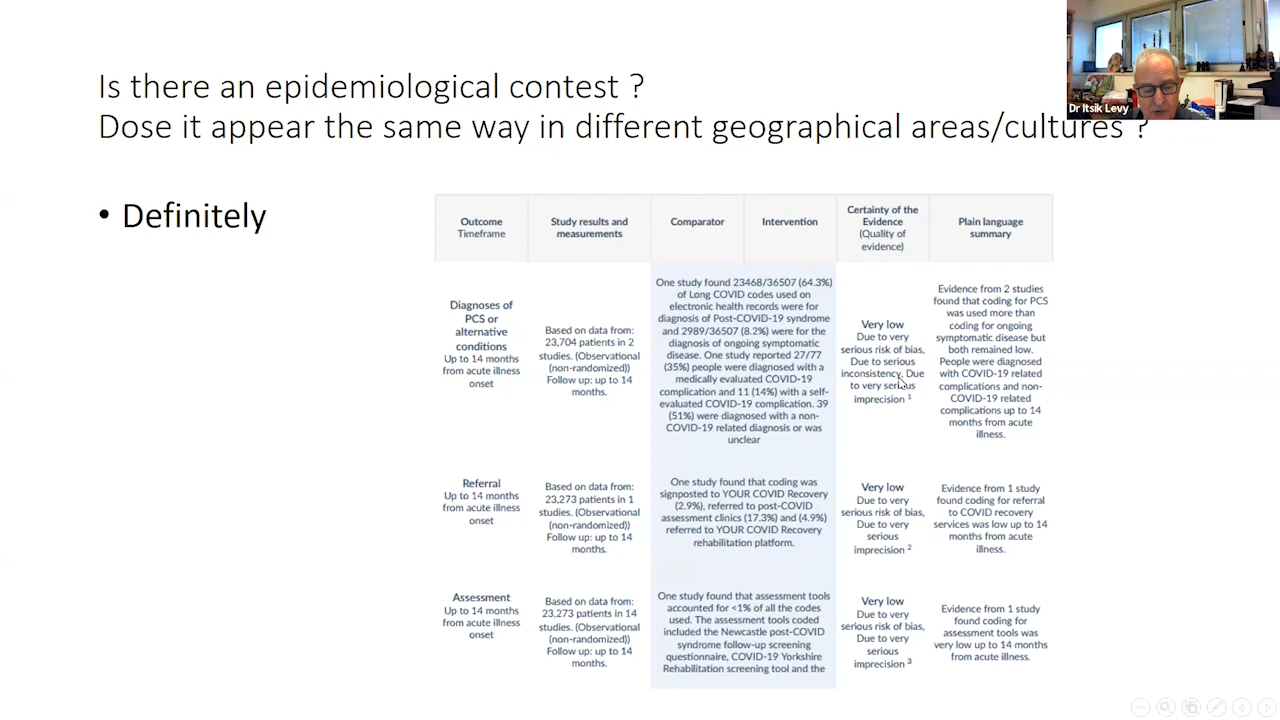 Is there an epidemiological contest ?
Dose it appear the same way in different geographical areas/cultures ?
Dr Itsik Levy
• Definitely
Outcome
Timeframe
Study results and
measurements
Comparator
Intervention
Certainty of the
Evidence
(Quality of
evidence)
Plain language
summary
Diagnoses of
PCS or
alternative
conditions
Up to 14 months
from acute illness
onset
Based on data from:
23,704 patients in 2
studies. (Observational
(non-randomized))
Follow up: up to 14
months.
One study found 23468/36507 (64.3%)
of Long COVID codes used on
electronic health records were for
diagnosis of Post-COVID-19 syndrome
and 2989/36507 (8.2%) were for the
diagnosis of ongoing symptomatic
disease. One study reported 27/77
(35%) people were diagnosed with a
medically evaluated COVID-19
complication and 11 (14%) with a self-
evaluated COVID-19 complication. 39
(51%) were diagnosed with a non-
COVID-19 related diagnosis or was
unclear
Very low
Due to very
serious risk of bias,
Due to serious
inconsistency, Due
to very serious
imprecision 1
Evidence from 2 studies
found that coding for PCS
was used more than
coding for ongoing
symptomatic disease but
both remained low.
People were diagnosed
with COVID-19 related
complications and non-
COVID-19 related
complications up to 14
months from acute
illness.
Referral
Up to 14 months
from acute illness
onset
Based on data from:
23,273 patients in 1
studies. (Observational
(non-randomized))
Follow up: up to 14
months.
One study found that coding was
signposted to YOUR COVID Recovery
(2.9%), referred to post-COVID
assessment clinics (17.3%) and (4.9%)
referred to YOUR COVID Recovery
rehabilitation platform.
Very low
Due to very
serious risk of bias,
Due to very
serious
imprecision 2
Evidence from 1 study
found coding for referral
to COVID recovery
services was low up to 14
months from acute
illness.
Assessment
Up to 14 months
from acute illness
onset
Based on data from:
23,273 patients in 14
studies. (Observational
(non-randomized))
Follow up: up to 14
months.
One study found that assessment tools
accounted for <1% of all the codes
used. The assessment tools coded
included the Newcastle post-COVID
syndrome follow-up screening
questionnaire, COVID-19 Yorkshire
Rehabilitation screening tool and the
Very low
Due to very
serious risk of bias,
Due to very
serious
imprecision 3
Evidence from 1 study
found coding for
assessment tools was
very low up to 14 months
from acute illness.